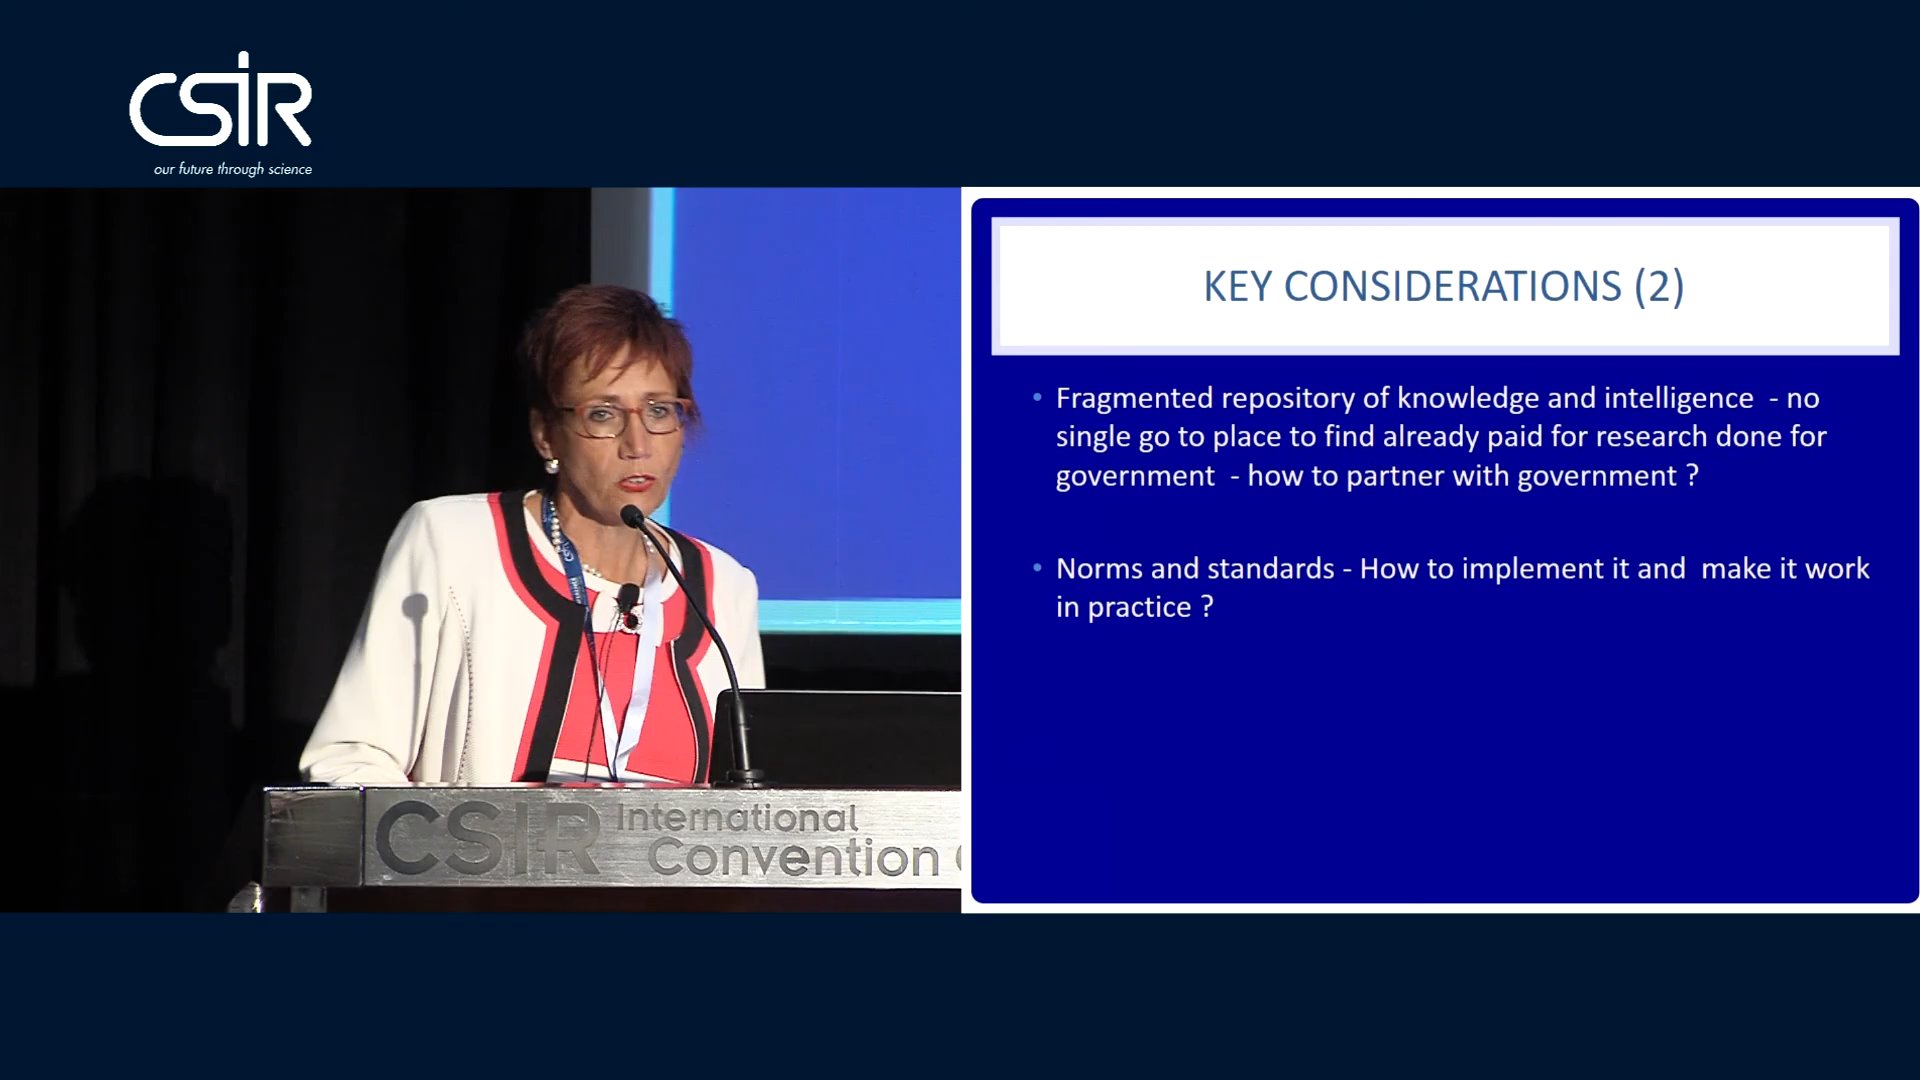 CSIR
our future through science
KEY CONSIDERATIONS (2)
• Fragmented repository of knowledge and intelligence - no
single go to place to find already paid for research done for
government - how to partner with government ?
• Norms and standards - How to implement it and make it work
in practice ?
CSIR International
Convention